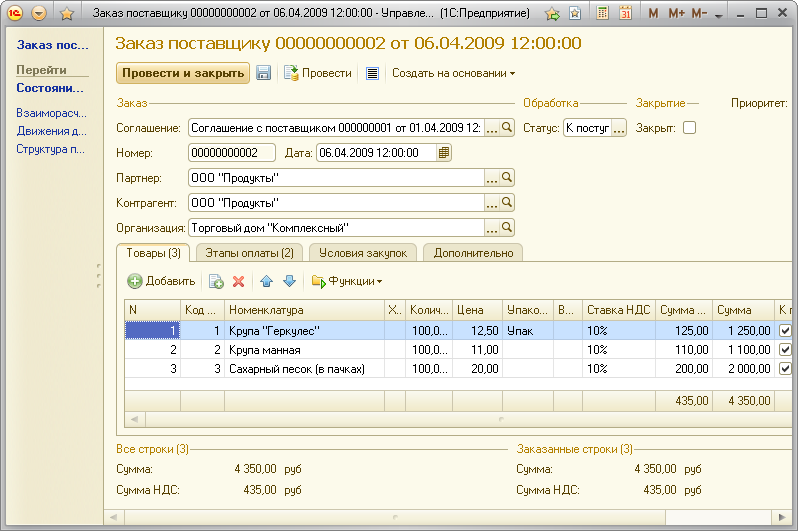 Заказ поставщику 00000000002 от 06.04.2009 12:00:00 - Управле... (1С:Предприятие)
M M+ M-
Заказ пос...
Перейти
Состояни...
Взаиморасч...
Движения д...
Структура п...
Заказ поставщику 00000000002 от 06.04.2009 12:00:00
Провести и закрыть Провести Создать на основании
Заказ Обработка Закрытие Приоритет:
Соглашение: Соглашение с поставщиком 000000001 от 01.04.2009 12: ... Статус: К постуг ... Закрыт:
Номер: 00000000002 Дата: 06.04.2009 12:00:00
Партнер: ООО "Продукты" ...
Контрагент: ООО "Продукты" ...
Организация: Торговый дом "Комплексный" ...
Товары (3) Этапы оплаты (2) Условия закупок Дополнительно
Добавить Функции
N Код ... Номенклатура Х... Колич... Цена Упако... В... Ставка НДС Сумма ... Сумма К п
1 1 Крупа "Геркулес" 100,0... 12,50 Упак 10% 125,00 1 250,00
2 2 Крупа манная 100,0... 11,00 10% 110,00 1 100,00
3 3 Сахарный песок (в пачках) 100,0... 20,00 10% 200,00 2 000,00
435,00 4 350,00
Все строки (3) Заказанные строки (3)
Сумма: 4 350,00 руб Сумма: 4 350,00 руб
Сумма НДС: 435,00 руб Сумма НДС: 435,00 руб